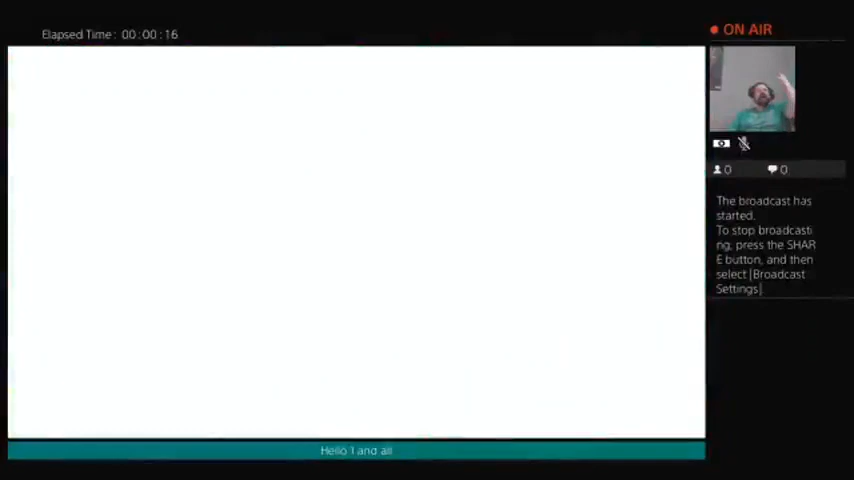 Elapsed Time: 00:00:16
ON AIR
0 0
The broadcast has
started.
To stop broadcasti
ng, press the SHAR
E button, and then
select [Broadcast
Settings]
Hello 1 and all